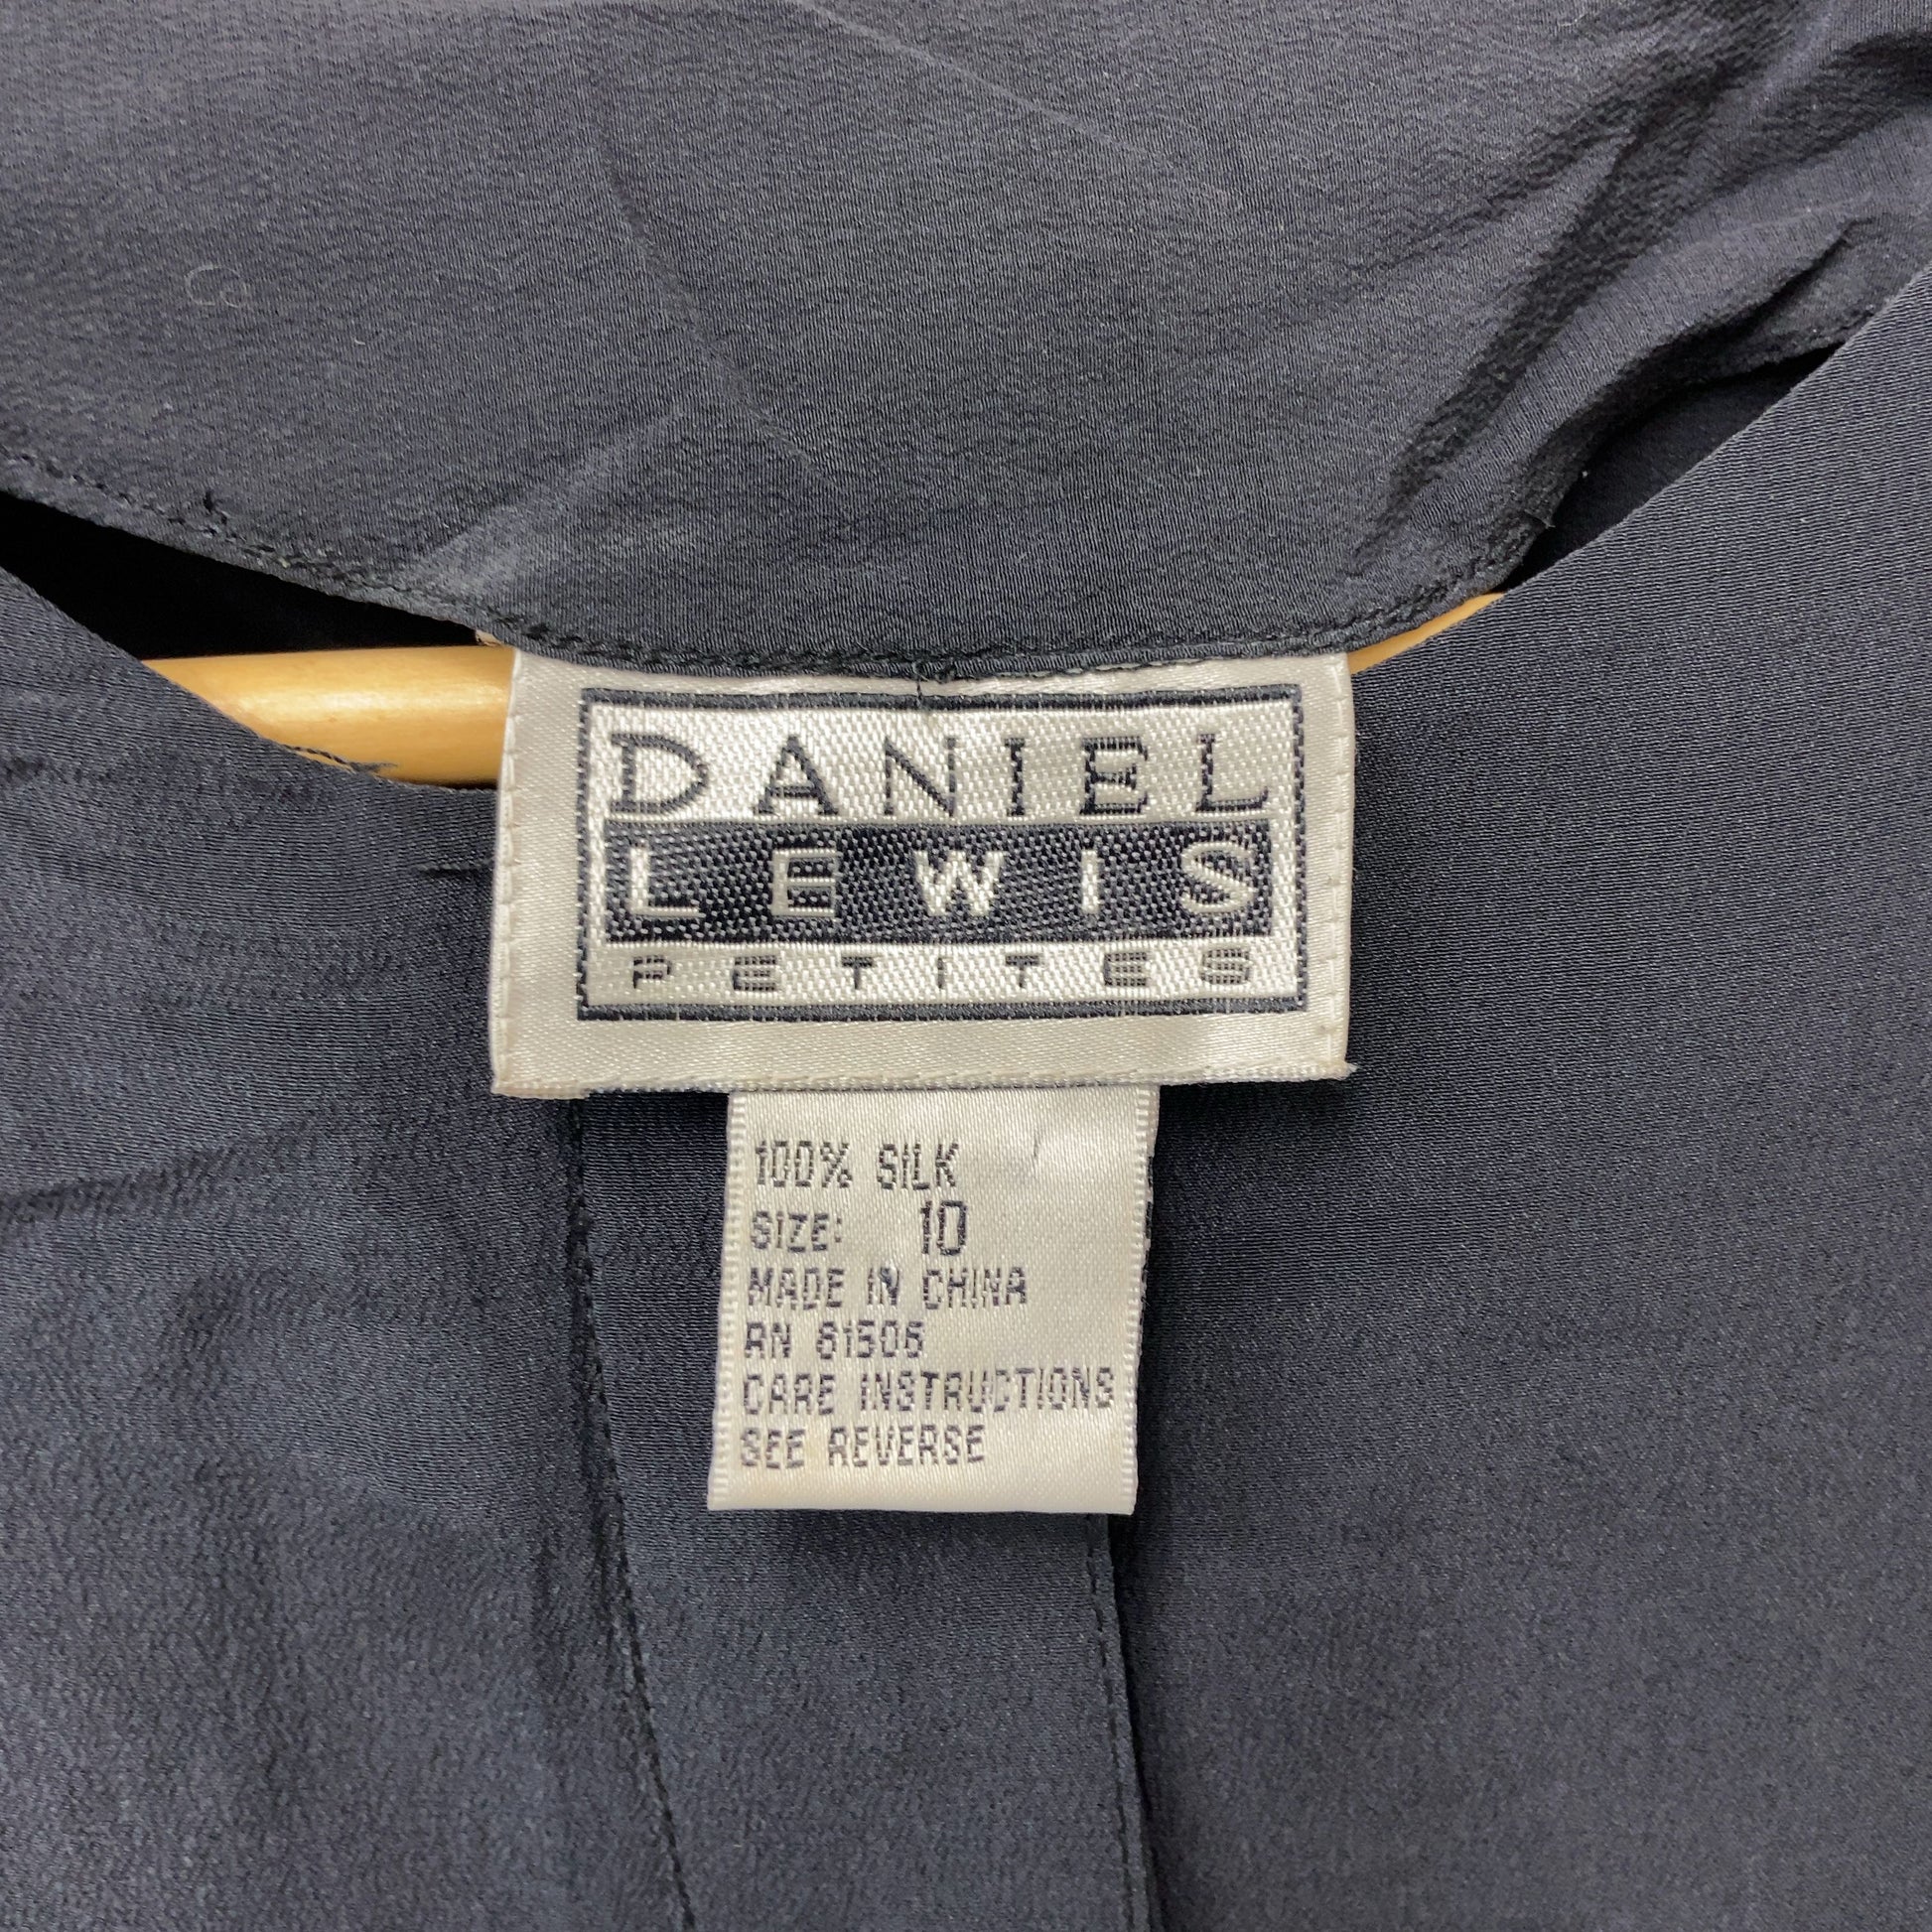 DANIEL
LEWIS
PETITES
100% SILK
SIZE: 10
MADE IN CHINA
RN 61506
CARE INSTRUCTIONS
SEE REVERSE